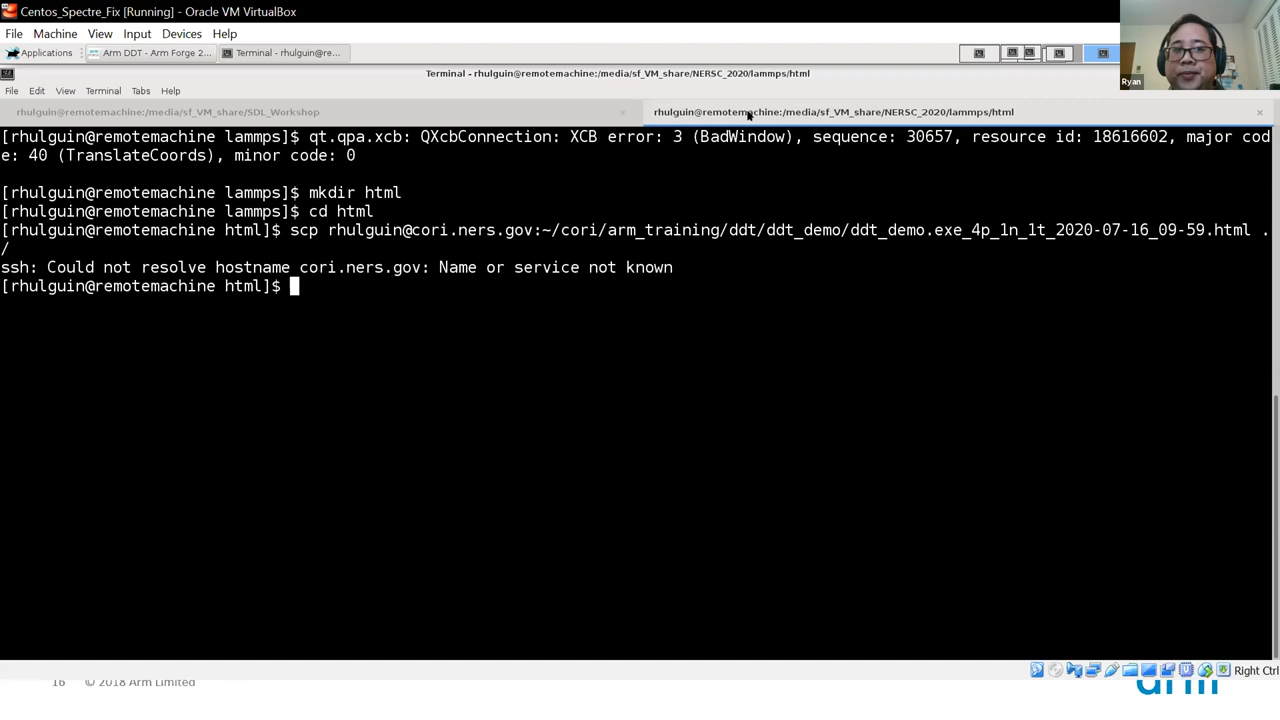 Centos_Spectre_Fix [Running] - Oracle VM VirtualBox
File Machine View Input Devices Help
Applications Arm DDT - Arm Forge 2... Terminal - rhulguin@re...
Terminal - rhulguin@remotemachine:/media/sf_VM_share/NERSC_2020/lammps/html
File Edit View Terminal Tabs Help
rhulguin@remotemachine:/media/sf_VM_share/SDL_Workshop rhulguin@remotemachine:/media/sf_VM_share/NERSC_2020/lammps/html
[rhulguin@remotemachine lammps]$ qt.qpa.xcb: QXcbConnection: XCB error: 3 (BadWindow), sequence: 30657, resource id: 18616602, major cod
e: 40 (TranslateCoords), minor code: 0
[rhulguin@remotemachine lammps]$ mkdir html
[rhulguin@remotemachine lammps]$ cd html
[rhulguin@remotemachine html]$ scp rhulguin@cori.ners.gov:~/cori/arm_training/ddt/ddt_demo/ddt_demo.exe_4p_1n_1t_2020-07-16_09-59.html .
/
ssh: Could not resolve hostname cori.ners.gov: Name or service not known
[rhulguin@remotemachine html]$
Ryan
Right Ctrl
16 © 2018 Arm Limited
arm